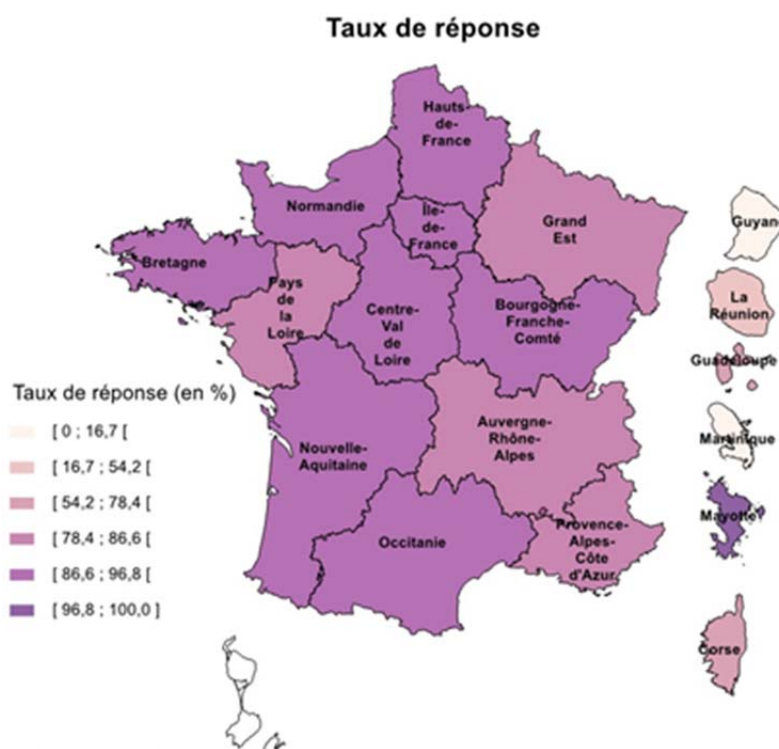 Taux de réponse
Hauts-
de-
France
Normandie
Île-
de-
France
Grand
Est
Bretagne
Pays
de
la
Loire
Centre-
Val
de
Loire
Bourgogne-
Franche-
Comté
Nouvelle-
Aquitaine
Auvergne-
Rhône-
Alpes
Occitanie
Provence-
Alpes-
Côte
d'Azur
Guyan
La
Réunion
Guadeloupe
Martinique
Mayotte
Corse
Taux de réponse (en %)
[ 0 ; 16,7 [
[ 16,7 ; 54,2 [
[ 54,2 ; 78,4 [
[ 78,4 ; 86,6 [
[ 86,6 ; 96,8 [
[ 96,8 ; 100,0 ]